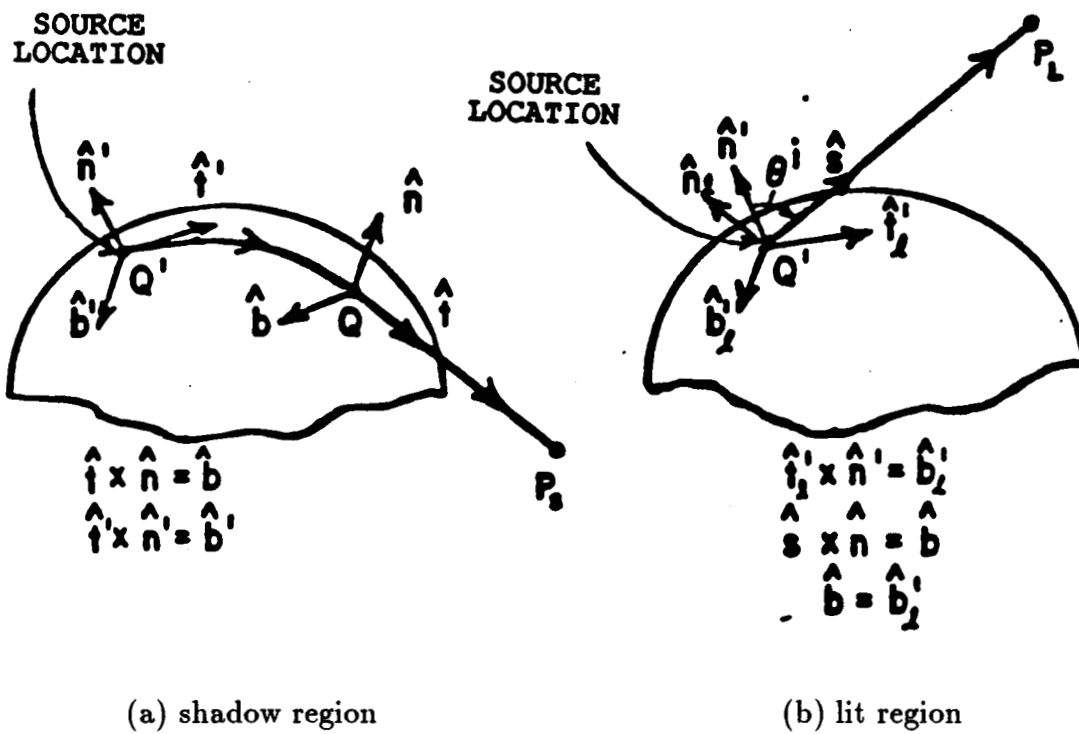 SOURCE
LOCATION
n̂'
t̂'
n̂
Q'
b̂'
b̂
Q
t̂
P_s
t̂ x n̂ = b̂
t̂' x n̂' = b̂'
(a) shadow region
SOURCE
LOCATION
P_L
n̂'
n̂_ℓ
θ^i
ŝ
t̂'_ℓ
Q'
b̂'_ℓ
t̂'_ℓ x n̂' = b̂'_ℓ
ŝ x n̂ = b̂
b̂ = b̂'_ℓ
(b) lit region